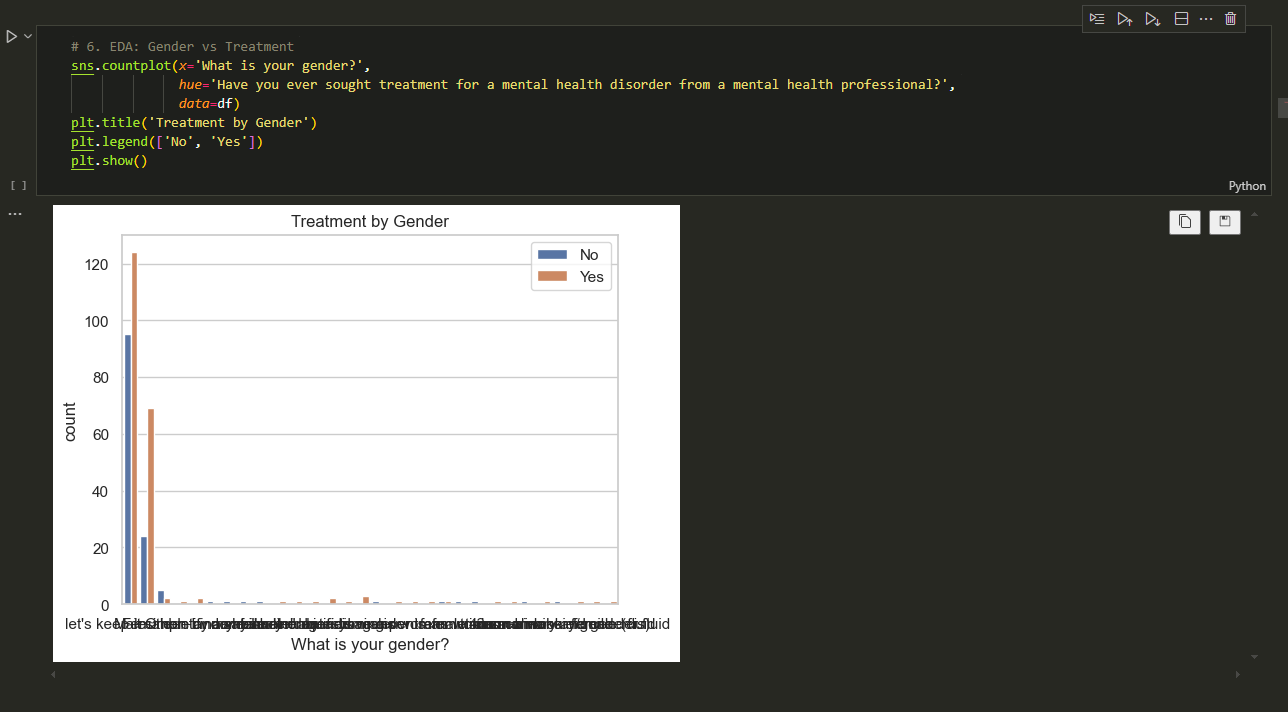 # 6. EDA: Gender vs Treatment
sns.countplot(x='What is your gender?',
hue='Have you ever sought treatment for a mental health disorder from a mental health professional?',
data=df)
plt.title('Treatment by Gender')
plt.legend(['No', 'Yes'])
plt.show()
[ ]
Python
Treatment by Gender
No
Yes
120
100
80
60
40
20
0
count
let's
What is your gender?